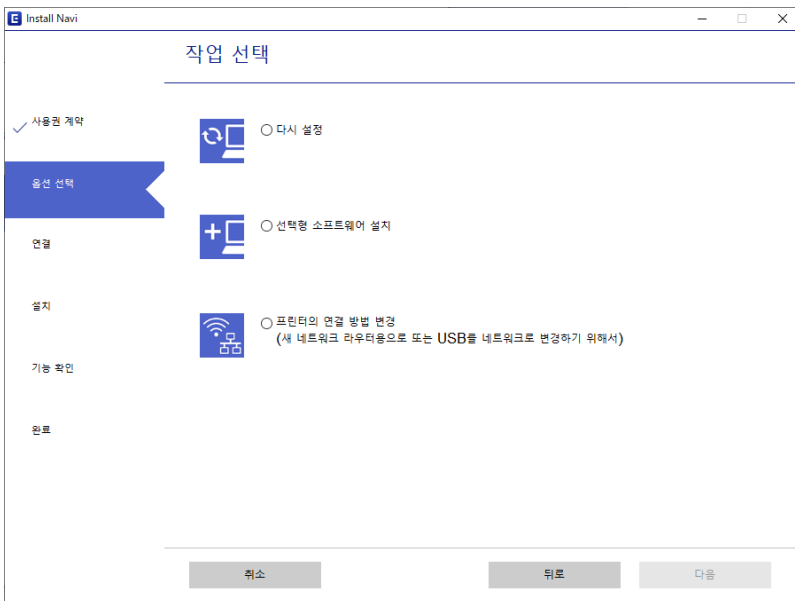 E Install Navi
작업 선택
사용권 계약
옵션 선택
연결
설치
기능 확인
완료
다시 설정
선택형 소프트웨어 설치
프린터의 연결 방법 변경
(새 네트워크 라우터용으로 또는 USB를 네트워크로 변경하기 위해서)
취소
뒤로
다음